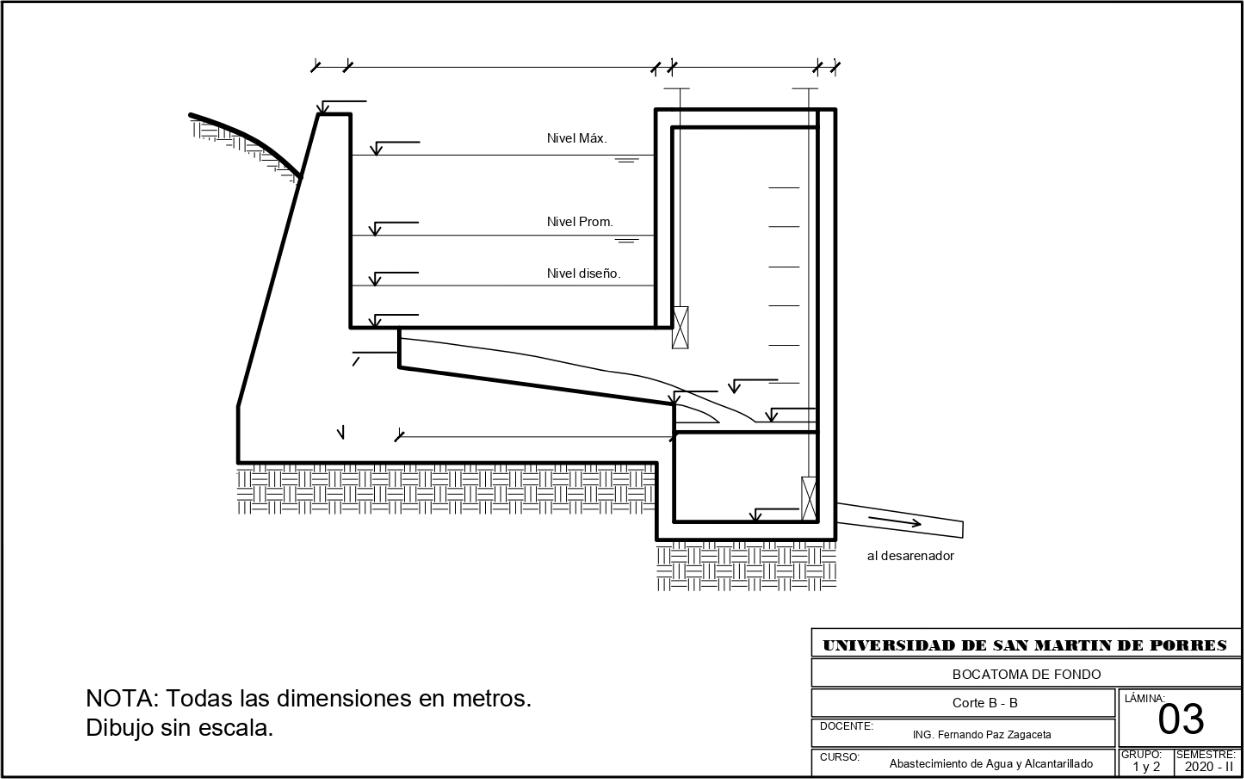 Nivel Máx.
Nivel Prom.
Nivel diseño.
al desarenador
NOTA: Todas las dimensiones en metros.
Dibujo sin escala.
UNIVERSIDAD DE SAN MARTIN DE PORRES
BOCATOMA DE FONDO
Corte B - B
LÁMINA:
03
DOCENTE:
ING. Fernando Paz Zagaceta
CURSO:
Abastecimiento de Agua y Alcantarillado
GRUPO:
1 y 2
SEMESTRE:
2020 - II